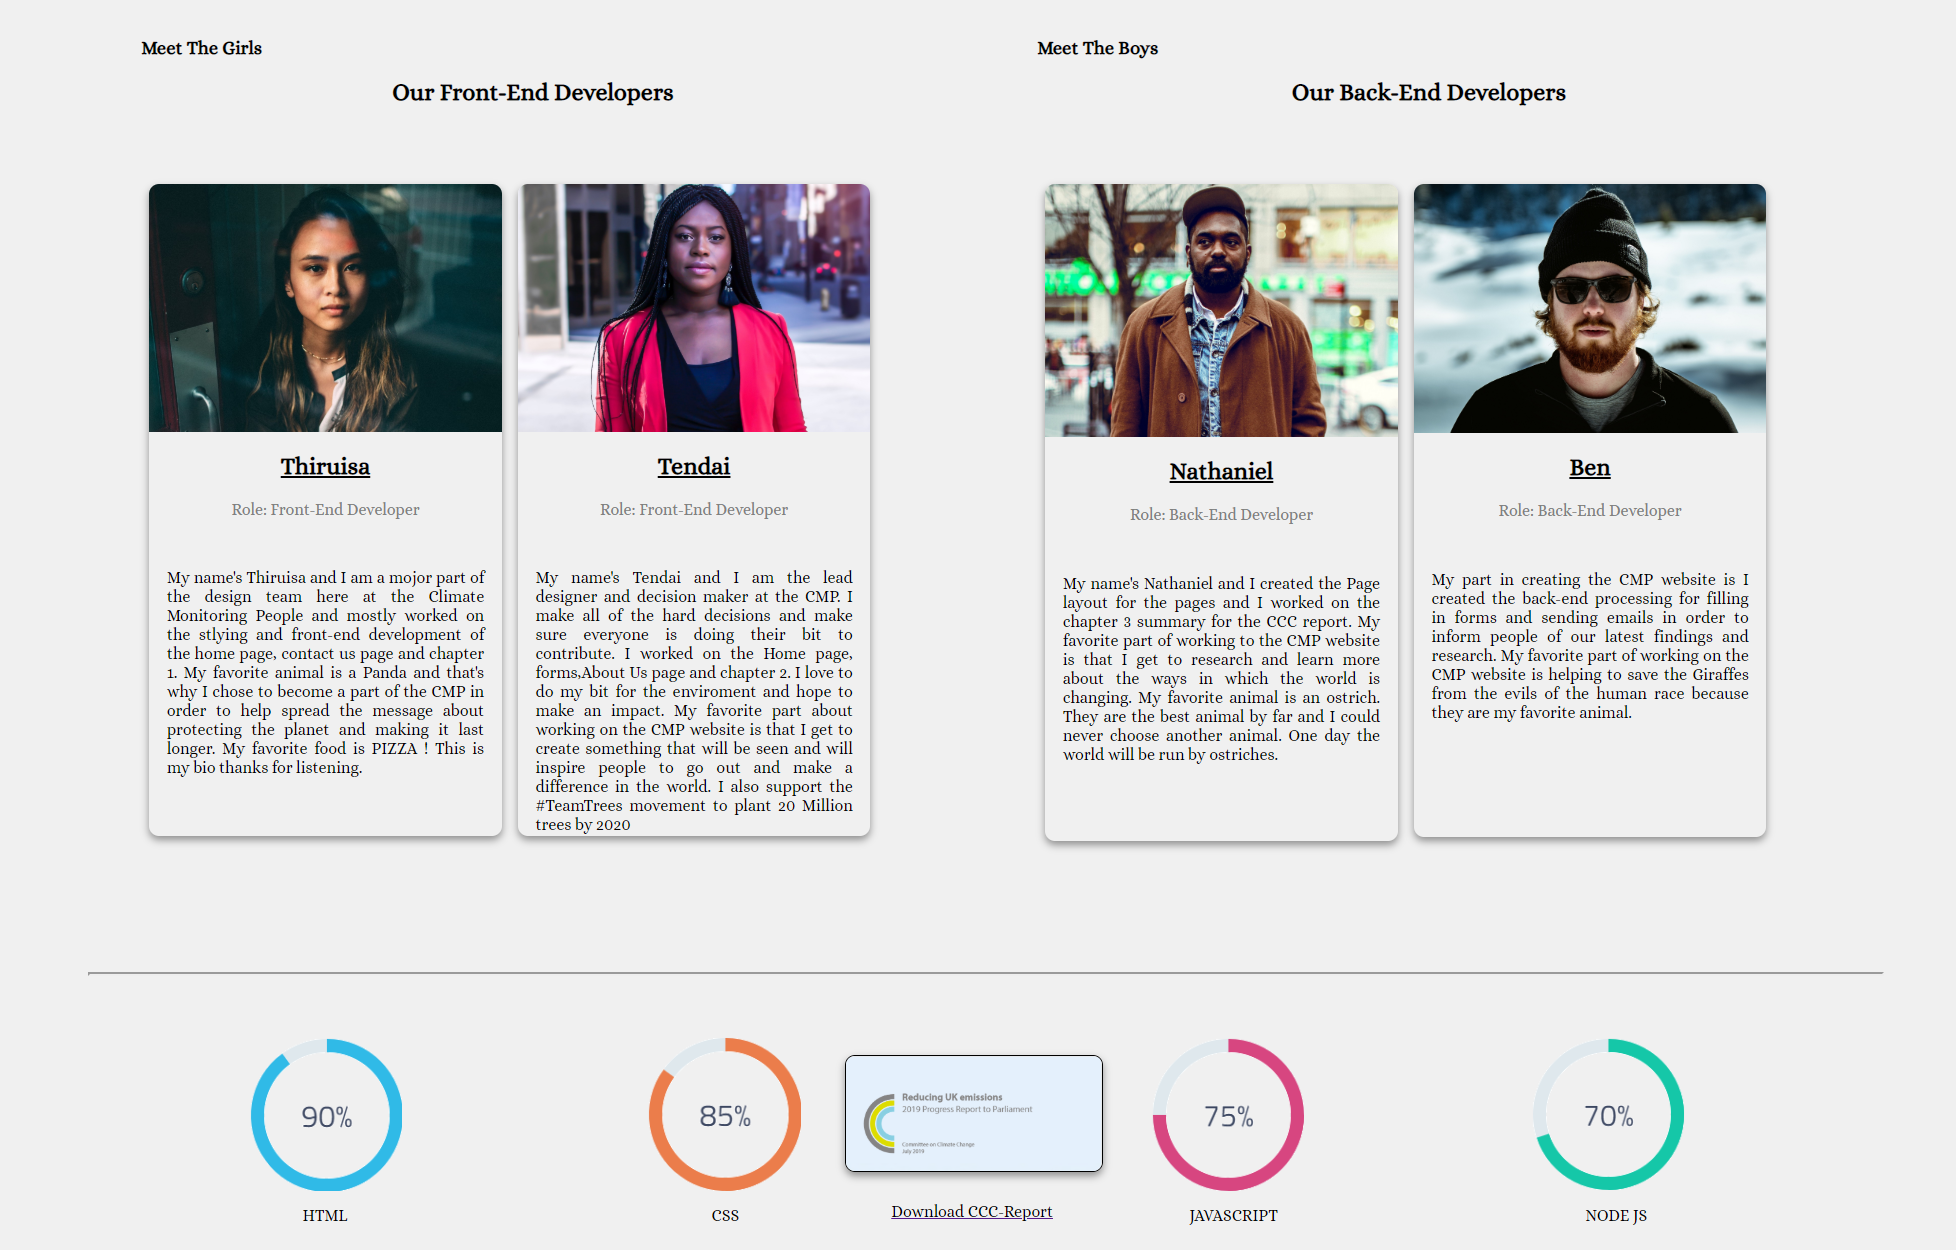 Meet The Girls
Our Front-End Developers
Meet The Boys
Our Back-End Developers
Thiruisa
Role: Front-End Developer
My name's Thiruisa and I am a mojor part of
the design team here at the Climate
Monitoring People and mostly worked on
the stlying and front-end development of
the home page, contact us page and chapter
1. My favorite animal is a Panda and that's
why I chose to become a part of the CMP in
order to help spread the message about
protecting the planet and making it last
longer. My favorite food is PIZZA ! This is
my bio thanks for listening.
Tendai
Role: Front-End Developer
My name's Tendai and I am the lead
designer and decision maker at the CMP. I
make all of the hard decisions and make
sure everyone is doing their bit to
contribute. I worked on the Home page,
forms,About Us page and chapter 2. I love to
do my bit for the enviroment and hope to
make an impact. My favorite part about
working on the CMP website is that I get to
create something that will be seen and will
inspire people to go out and make a
difference in the world. I also support the
#TeamTrees movement to plant 20 Million
trees by 2020
Nathaniel
Role: Back-End Developer
My name's Nathaniel and I created the Page
layout for the pages and I worked on the
chapter 3 summary for the CCC report. My
favorite part of working to the CMP website
is that I get to research and learn more
about the ways in which the world is
changing. My favorite animal is an ostrich.
They are the best animal by far and I could
never choose another animal. One day the
world will be run by ostriches.
Ben
Role: Back-End Developer
My part in creating the CMP website is I
created the back-end processing for filling
in forms and sending emails in order to
inform people of our latest findings and
research. My favorite part of working on the
CMP website is helping to save the Giraffes
from the evils of the human race because
they are my favorite animal.
90%
HTML
85%
CSS
Reducing UK emissions
2019 Progress Report to Parliament
Committee on Climate Change
July 2019
Download CCC-Report
75%
JAVASCRIPT
70%
NODE JS